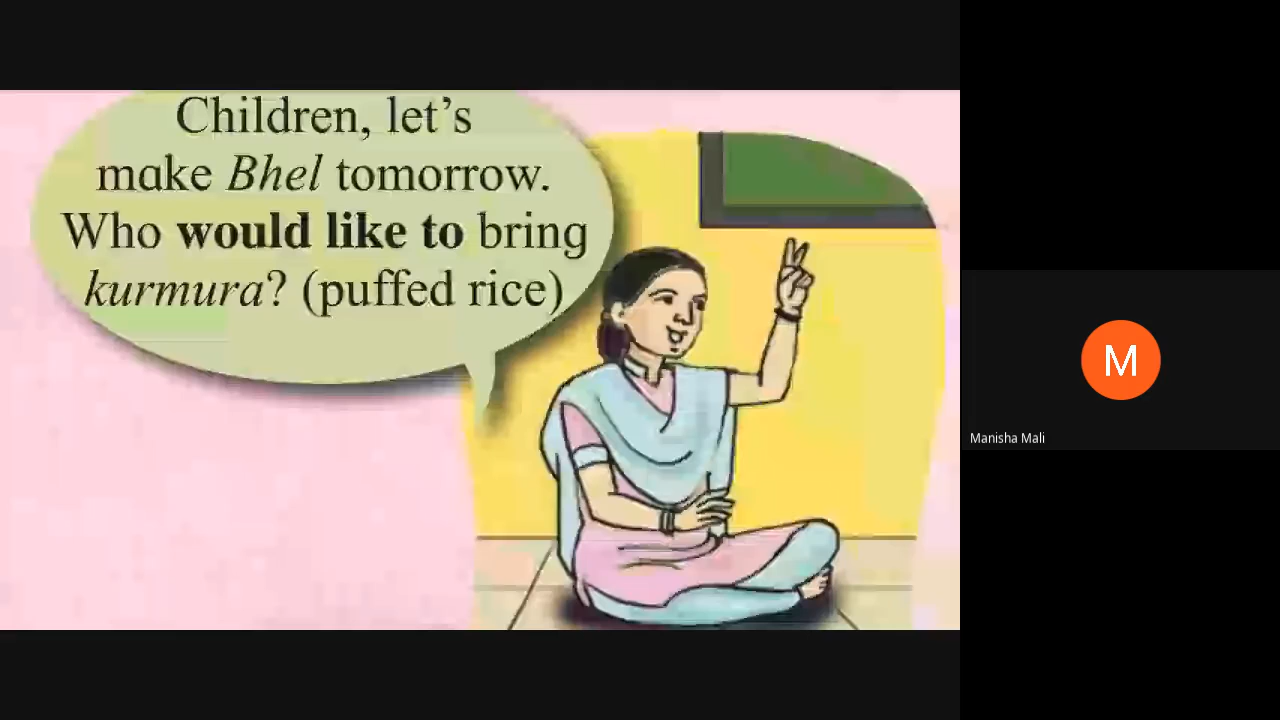 Children, let's
make Bhel tomorrow.
Who would like to bring
kurmura? (puffed rice)
M
Manisha Mali